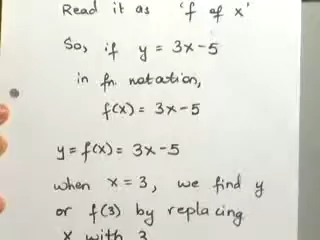 Read it as 'f of x'
So, if y = 3x-5
in fn. notation,
f(x) = 3x-5
y = f(x) = 3x-5
when x = 3, we find y
or f(3) by replacing
x with 3